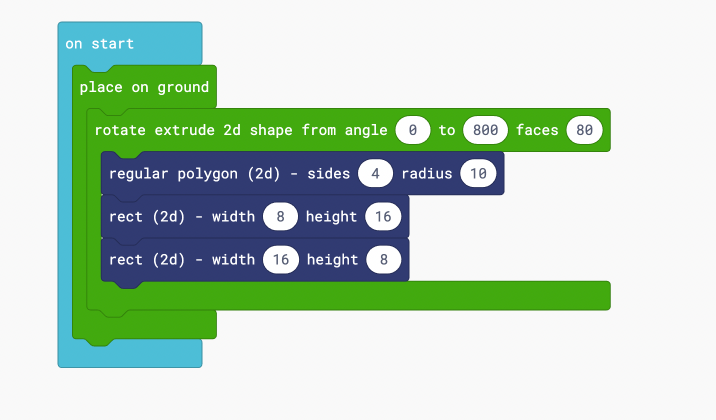 on start
place on ground
rotate extrude 2d shape from angle 0 to 800 faces 80
regular polygon (2d) - sides 4 radius 10
rect (2d) - width 8 height 16
rect (2d) - width 16 height 8